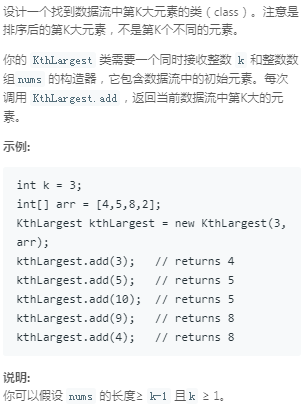 设计一个找到数据流中第K大元素的类（class）。注意是
排序后的第K大元素，不是第K个不同的元素。
你的 KthLargest 类需要一个同时接收整数 k 和整数数
组 nums 的构造器，它包含数据流中的初始元素。每次
调用 KthLargest.add，返回当前数据流中第K大的元
素。
示例:
int k = 3;
int[] arr = [4,5,8,2];
KthLargest kthLargest = new KthLargest(3,
arr);
kthLargest.add(3);   // returns 4
kthLargest.add(5);   // returns 5
kthLargest.add(10);  // returns 5
kthLargest.add(9);   // returns 8
kthLargest.add(4);   // returns 8
说明:
你可以假设 nums 的长度≥ k-1 且k ≥ 1。